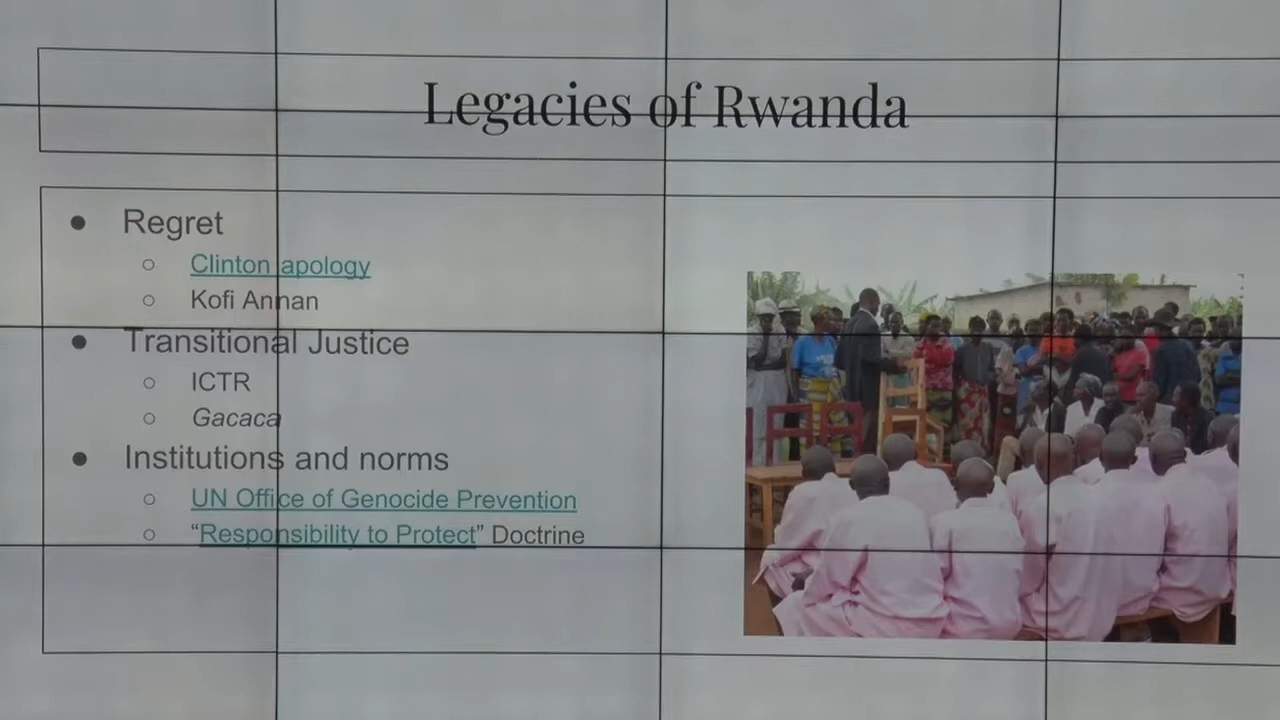 Legacies of Rwanda
● Regret
○ Clinton apology
○ Kofi Annan
● Transitional Justice
○ ICTR
○ Gacaca
● Institutions and norms
○ UN Office of Genocide Prevention
○ “Responsibility to Protect” Doctrine